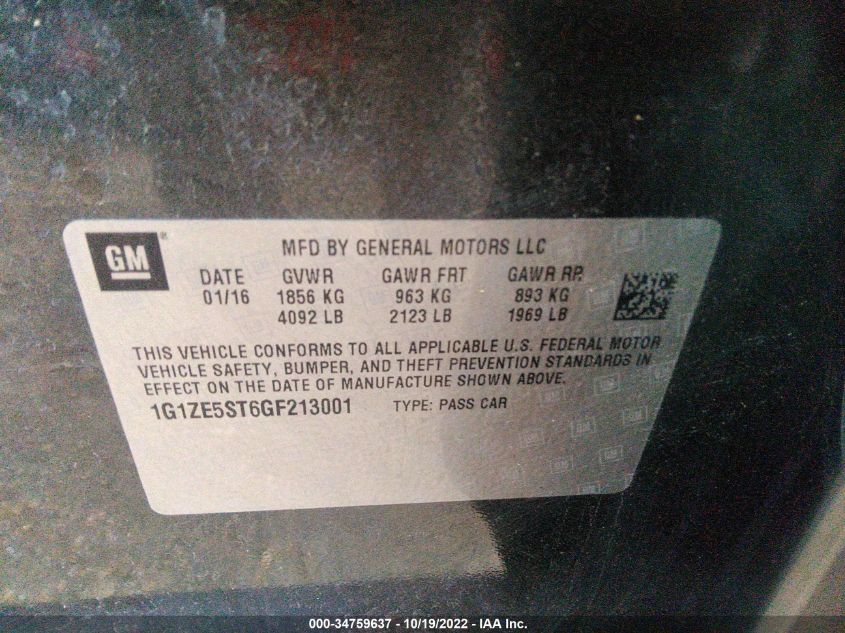 GM®
MFD BY GENERAL MOTORS LLC
DATE GVWR GAWR FRT GAWR RR
01/16 1856 KG 963 KG 893 KG
4092 LB 2123 LB 1969 LB
THIS VEHICLE CONFORMS TO ALL APPLICABLE U.S. FEDERAL MOTOR
VEHICLE SAFETY, BUMPER, AND THEFT PREVENTION STANDARDS IN
EFFECT ON THE DATE OF MANUFACTURE SHOWN ABOVE.
1G1ZE5ST6GF213001 TYPE: PASS CAR
000-34759637 - 10/19/2022 - IAA Inc.